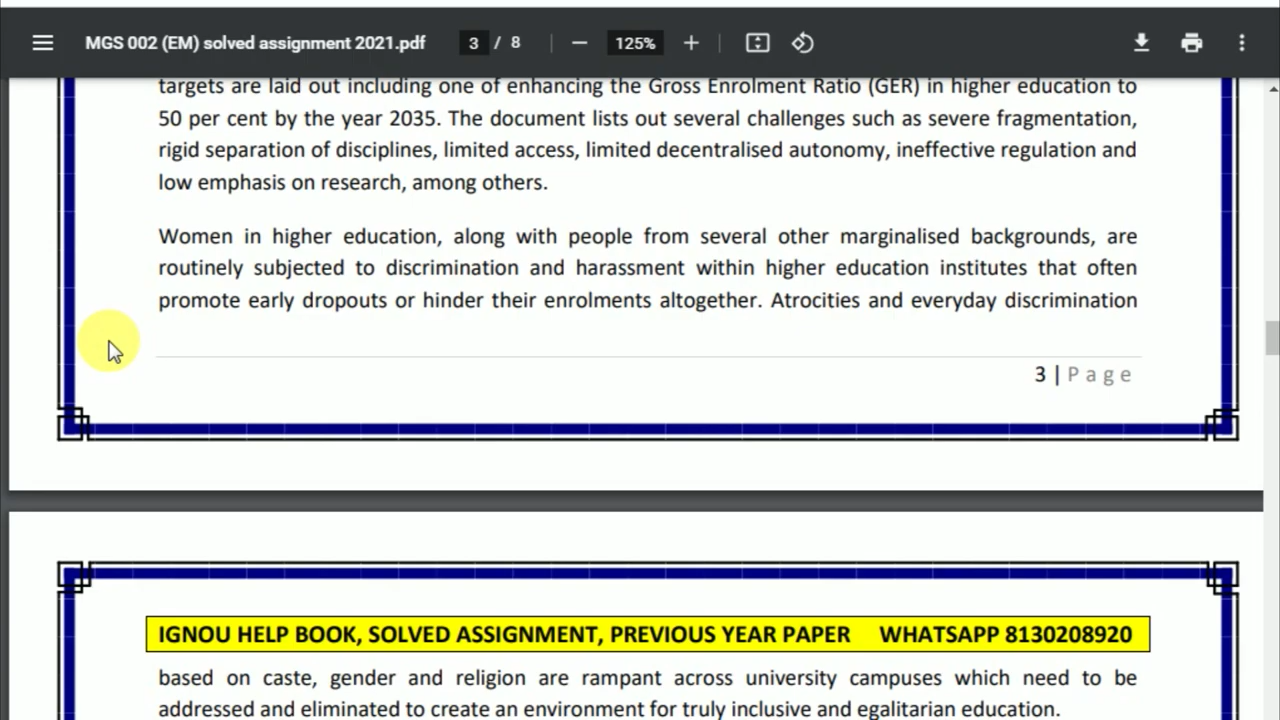 MGS 002 (EM) solved assignment 2021.pdf 3 / 8 125%
targets are laid out including one of enhancing the Gross Enrolment Ratio (GER) in higher education to
50 per cent by the year 2035. The document lists out several challenges such as severe fragmentation,
rigid separation of disciplines, limited access, limited decentralised autonomy, ineffective regulation and
low emphasis on research, among others.
Women in higher education, along with people from several other marginalised backgrounds, are
routinely subjected to discrimination and harassment within higher education institutes that often
promote early dropouts or hinder their enrolments altogether. Atrocities and everyday discrimination
3 | Page
IGNOU HELP BOOK, SOLVED ASSIGNMENT, PREVIOUS YEAR PAPER WHATSAPP 8130208920
based on caste, gender and religion are rampant across university campuses which need to be
addressed and eliminated to create an environment for truly inclusive and egalitarian education.